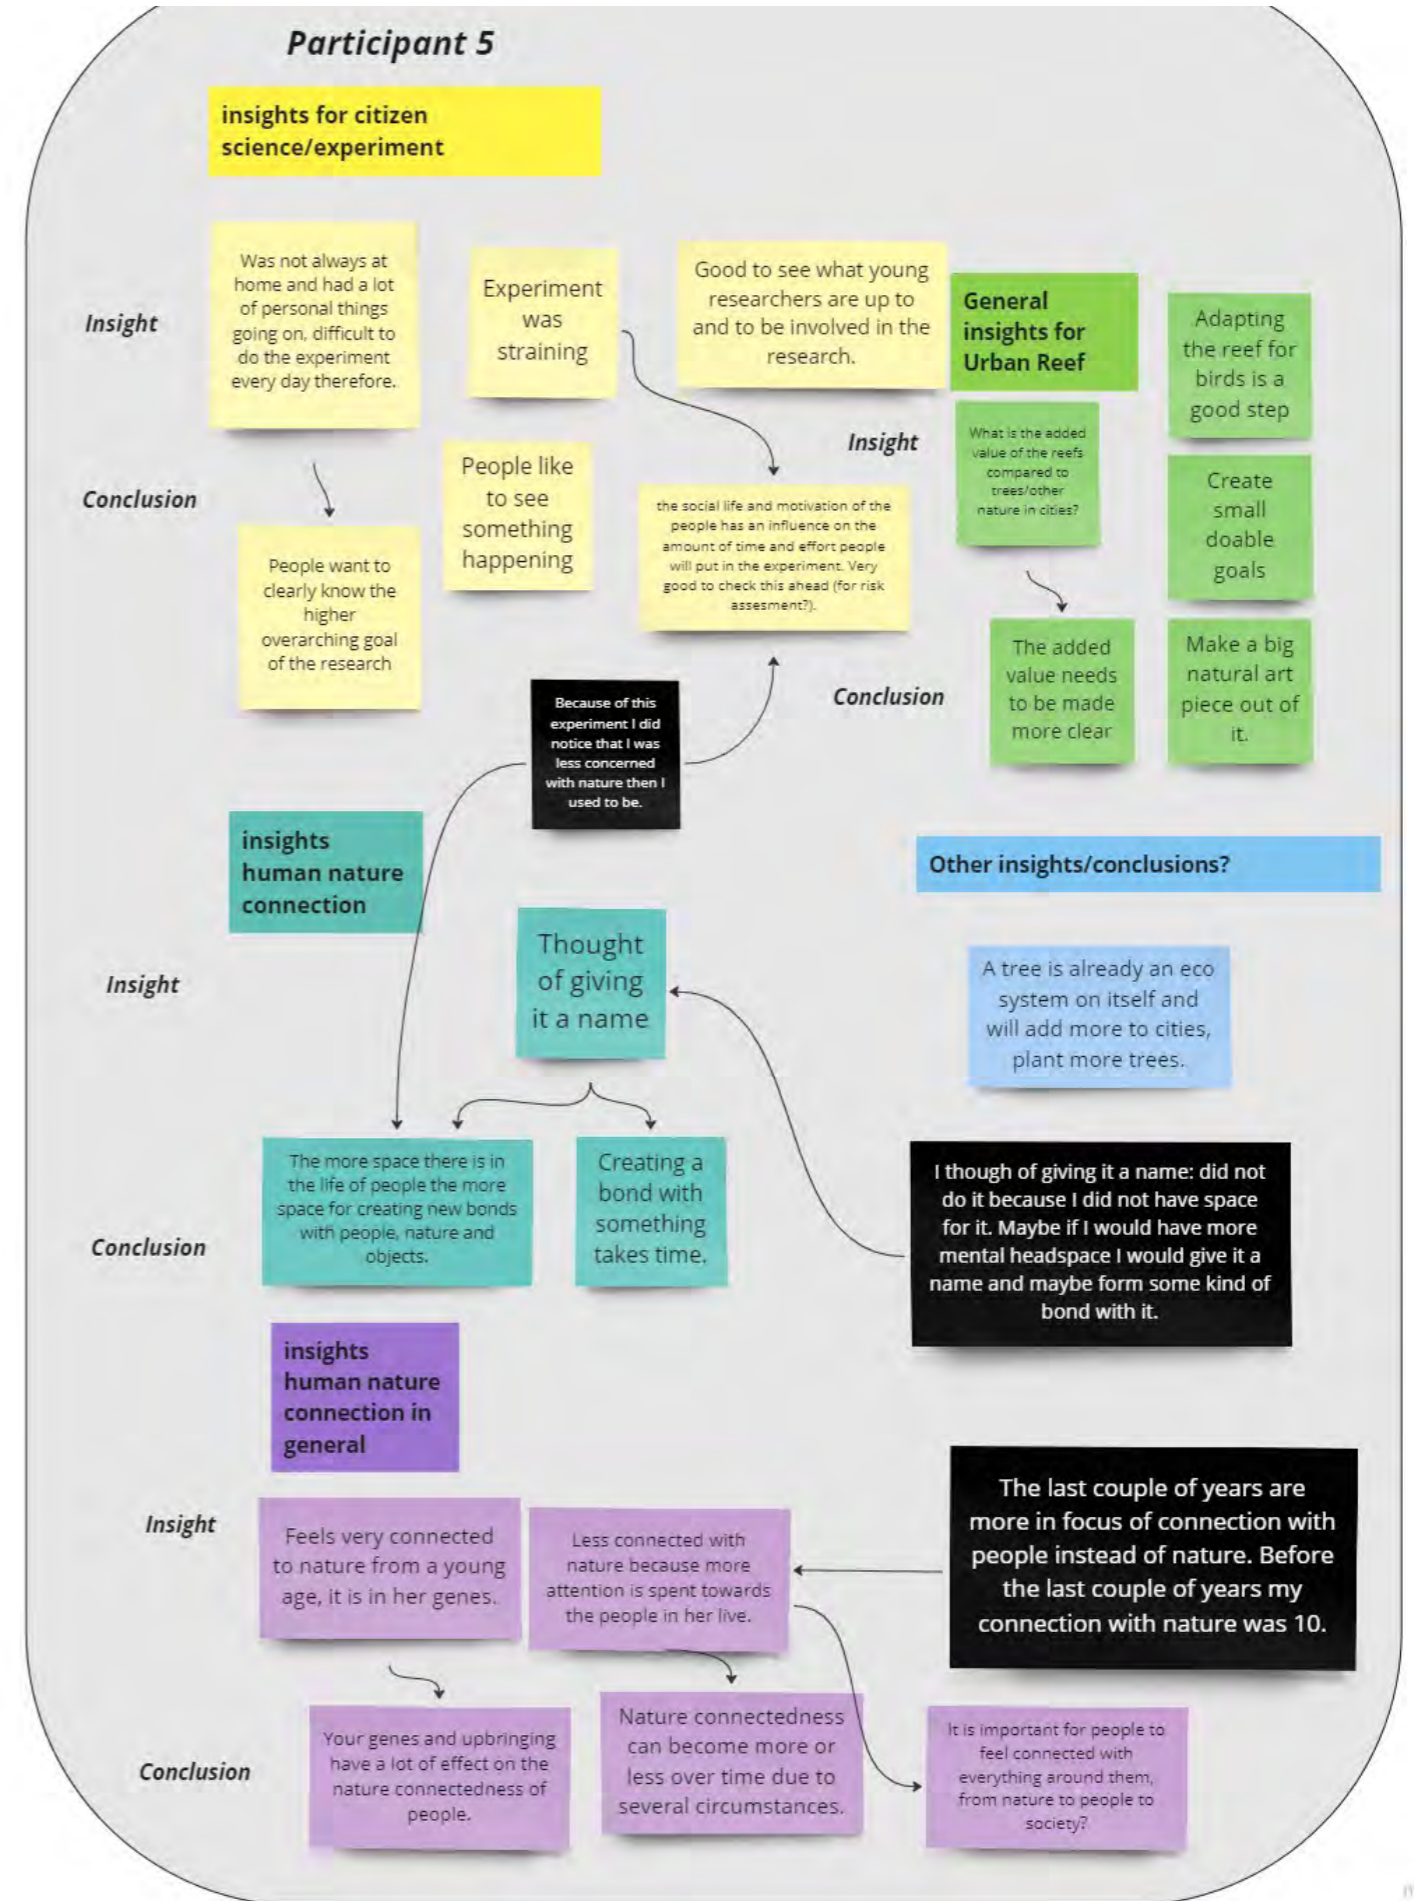 Participant 5
insights for citizen
science/experiment
Insight
Was not always at
home and had a lot
of personal things
going on, difficult to
do the experiment
every day therefore.
Experiment
was
straining
Good to see what young
researchers are up to
and to be involved in the
research.
General
insights for
Urban Reef
Adapting
the reef for
birds is a
good step
Insight
What is the added
value of the reefs
compared to
trees/other
nature in cities?
Conclusion
People like
to see
something
happening
the social life and motivation of the
people has an influence on the
amount of time and effort people
will put in the experiment. Very
good to check this ahead (for risk
assesment?).
Create
small
doable
goals
People want to
clearly know the
higher
overarching goal
of the research
Conclusion
The added
value needs
to be made
more clear
Make a big
natural art
piece out of
it.
Because of this
experiment I did
notice that I was
less concerned
with nature then I
used to be.
insights
human nature
connection
Other insights/conclusions?
Insight
Thought
of giving
it a name
A tree is already an eco
system on itself and
will add more to cities,
plant more trees.
Conclusion
The more space there is in
the life of people the more
space for creating new bonds
with people, nature and
objects.
Creating a
bond with
something
takes time.
I though of giving it a name: did not
do it because I did not have space
for it. Maybe if I would have more
mental headspace I would give it a
name and maybe form some kind of
bond with it.
insights
human nature
connection in
general
Insight
Feels very connected
to nature from a young
age, it is in her genes.
Less connected with
nature because more
attention is spent towards
the people in her live.
The last couple of years are
more in focus of connection with
people instead of nature. Before
the last couple of years my
connection with nature was 10.
Conclusion
Your genes and upbringing
have a lot of effect on the
nature connectedness of
people.
Nature connectedness
can become more or
less over time due to
several circumstances.
It is important for people to
feel connected with
everything around them,
from nature to people to
society?